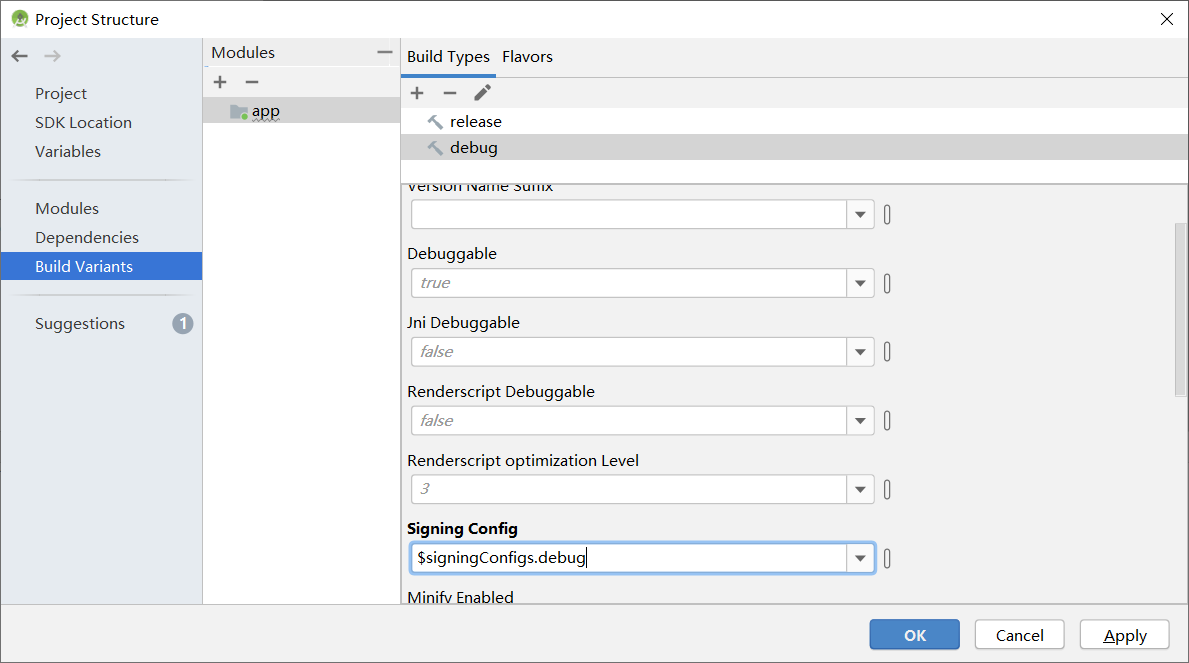 Project Structure
Project
SDK Location
Variables
Modules
Dependencies
Build Variants
Suggestions
1
Modules
app
Build Types
Flavors
release
debug
Version Name Suffix
Debuggable
true
Jni Debuggable
false
Renderscript Debuggable
false
Renderscript optimization Level
3
Signing Config
$signingConfigs.debug
Minify Enabled
OK
Cancel
Apply